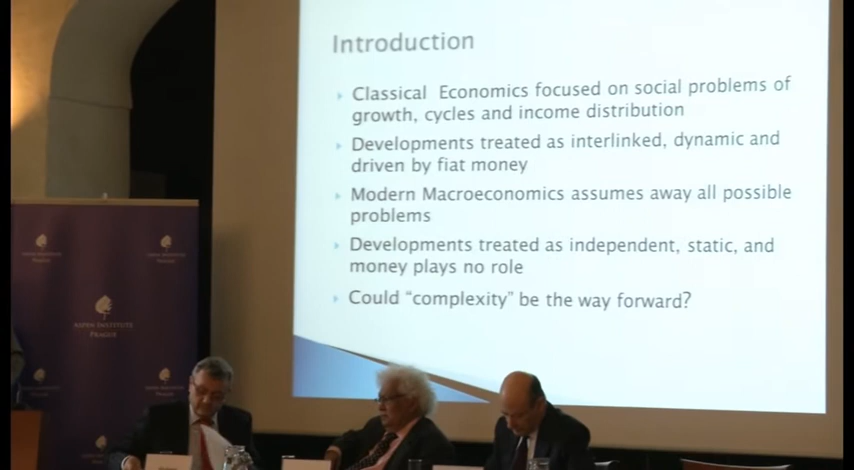 Introduction
Classical Economics focused on social problems of
growth, cycles and income distribution
Developments treated as interlinked, dynamic and
driven by fiat money
Modern Macroeconomics assumes away all possible
problems
Developments treated as independent, static, and
money plays no role
Could “complexity” be the way forward?
ASPEN INSTITUTE
PRAGUE